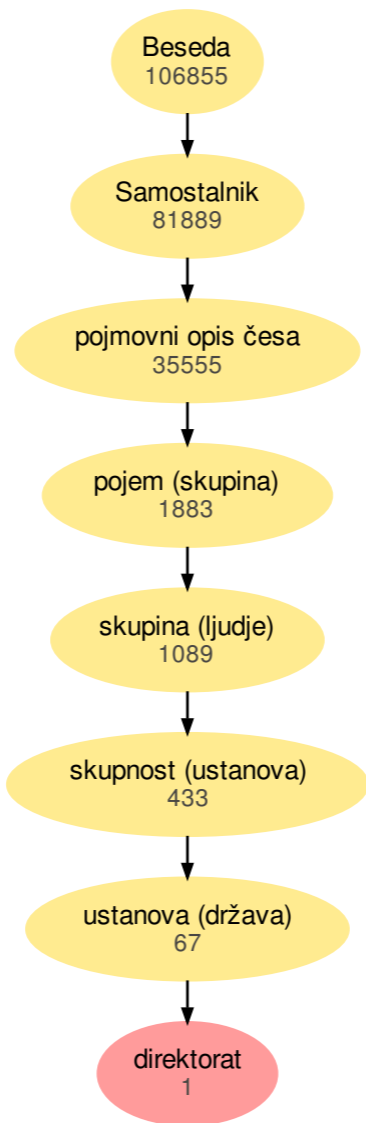 Beseda
106855
Samostalnik
81889
pojmovni opis česa
35555
pojem (skupina)
1883
skupina (ljudje)
1089
skupnost (ustanova)
433
ustanova (država)
67
direktorat
1